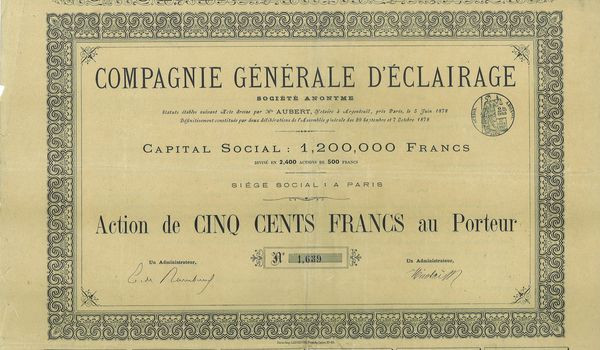 COMPAGNIE GÉNÉRALE D'ÉCLAIRAGE
SOCIÉTÉ ANONYME
Statuts établis suivant Acte dressé par Me AUBERT, Notaire à Argenteuil, près Paris, le 5 Juin 1878
Définitivement constituée par deux délibérations de l'Assemblée générale des 20 Septembre et 7 Octobre 1878
CAPITAL SOCIAL : 1,200,000 FRANCS
DIVISÉ EN 2,400 ACTIONS DE 500 FRANCS
SIÈGE SOCIAL : A PARIS
Action de CINQ CENTS FRANCS au Porteur
Un Administrateur,
No 1,639
Un Administrateur,